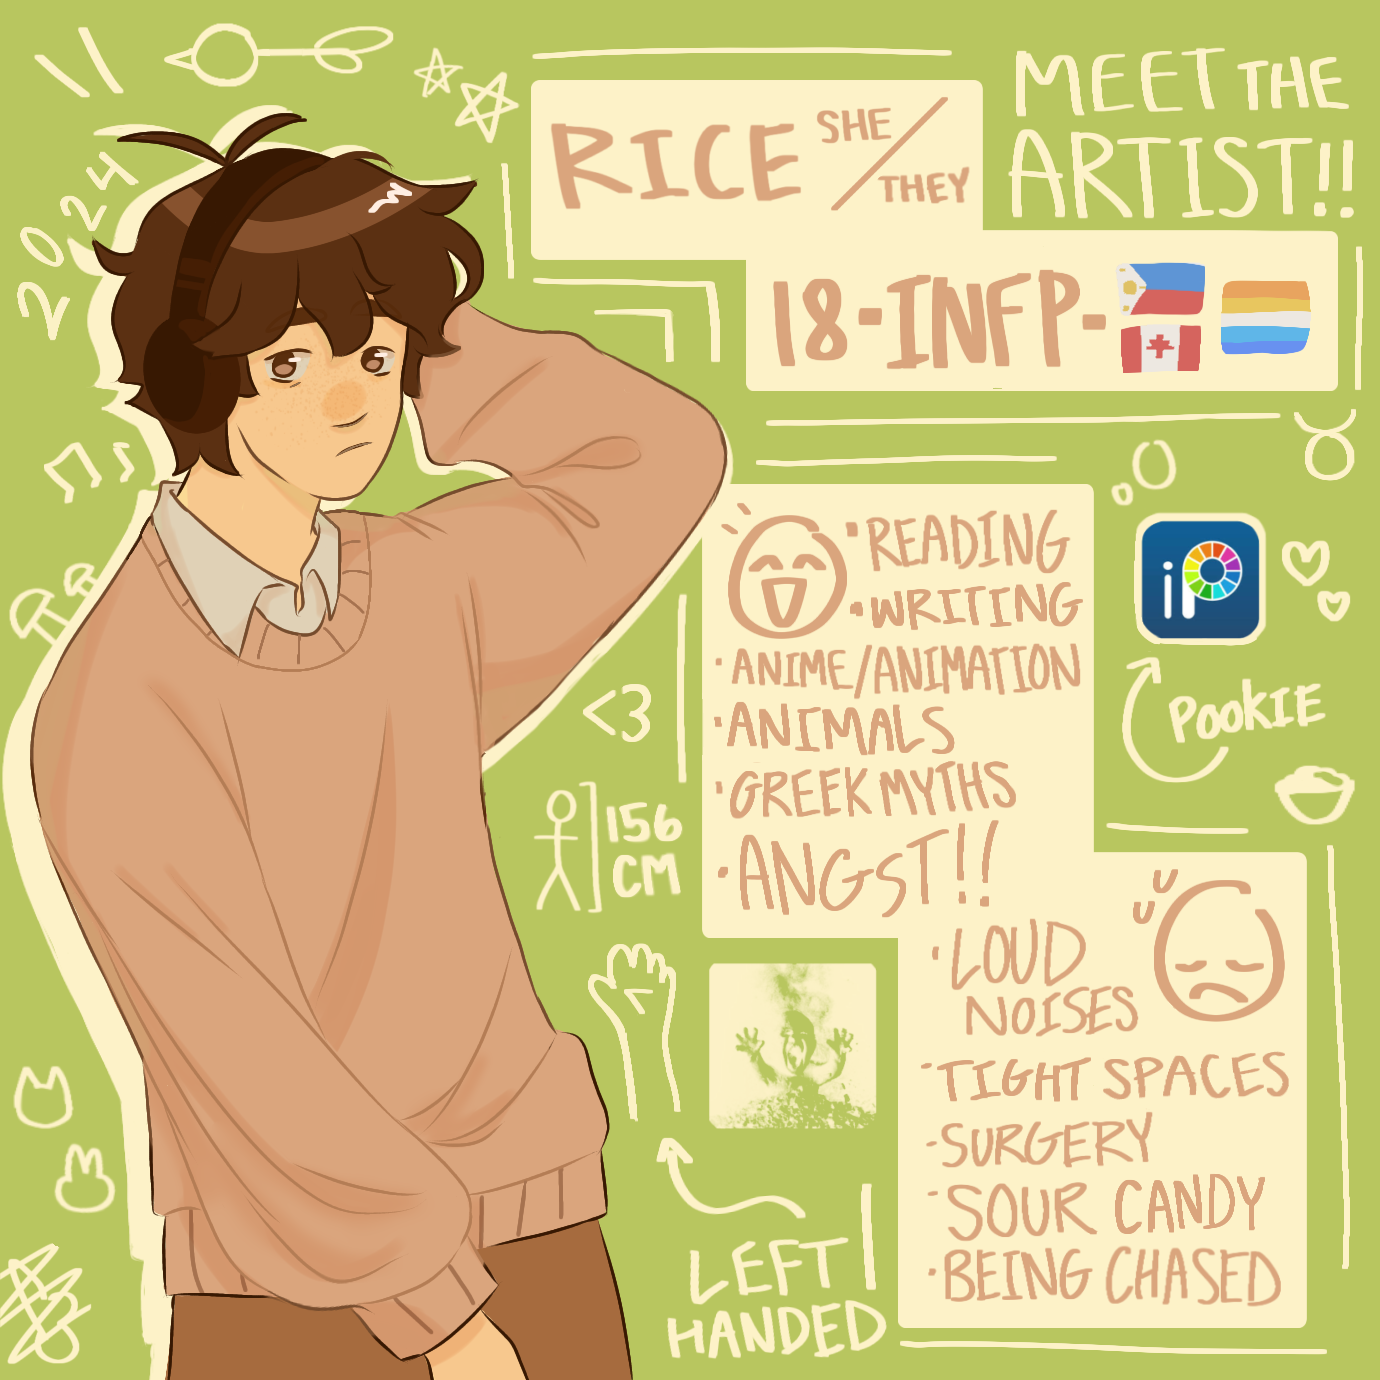 MEET THE
ARTIST!!
RICE SHE/THEY
18-INFP-
2024
•READING
•WRITING
•ANIME/ANIMATION
•ANIMALS
•GREEK MYTHS
•ANGST!!
iP
POOKIE
<3
156
CM
•LOUD
NOISES
•TIGHT SPACES
-SURGERY
•SOUR CANDY
•BEING CHASED
LEFT
HANDED